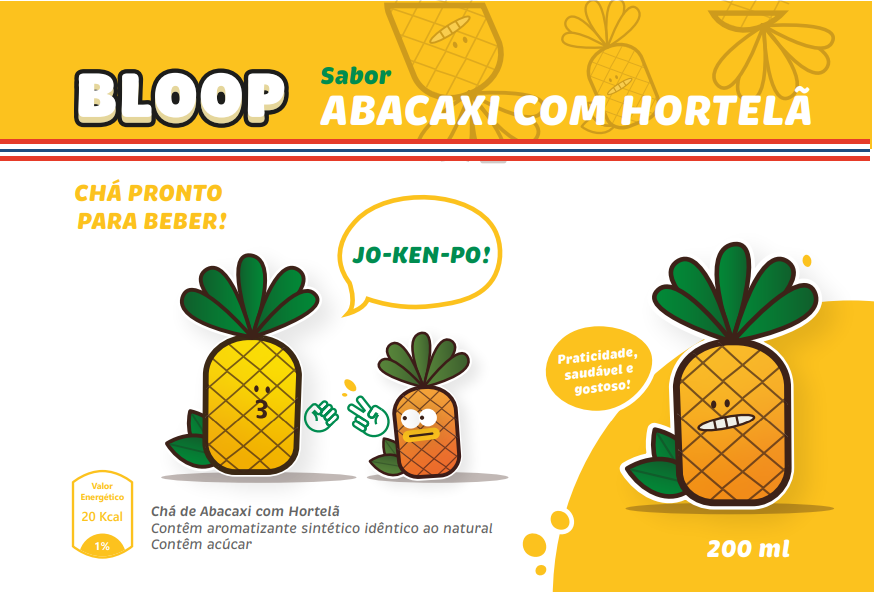 BLOOP
Sabor
ABACAXI COM HORTELÃ
CHÁ PRONTO
PARA BEBER!
JO-KEN-PO!
Praticidade,
saudável e
gostoso!
Valor
Energético
20 Kcal
1%
Chá de Abacaxi com Hortelã
Contêm aromatizante sintético idêntico ao natural
Contêm acúcar
200 ml